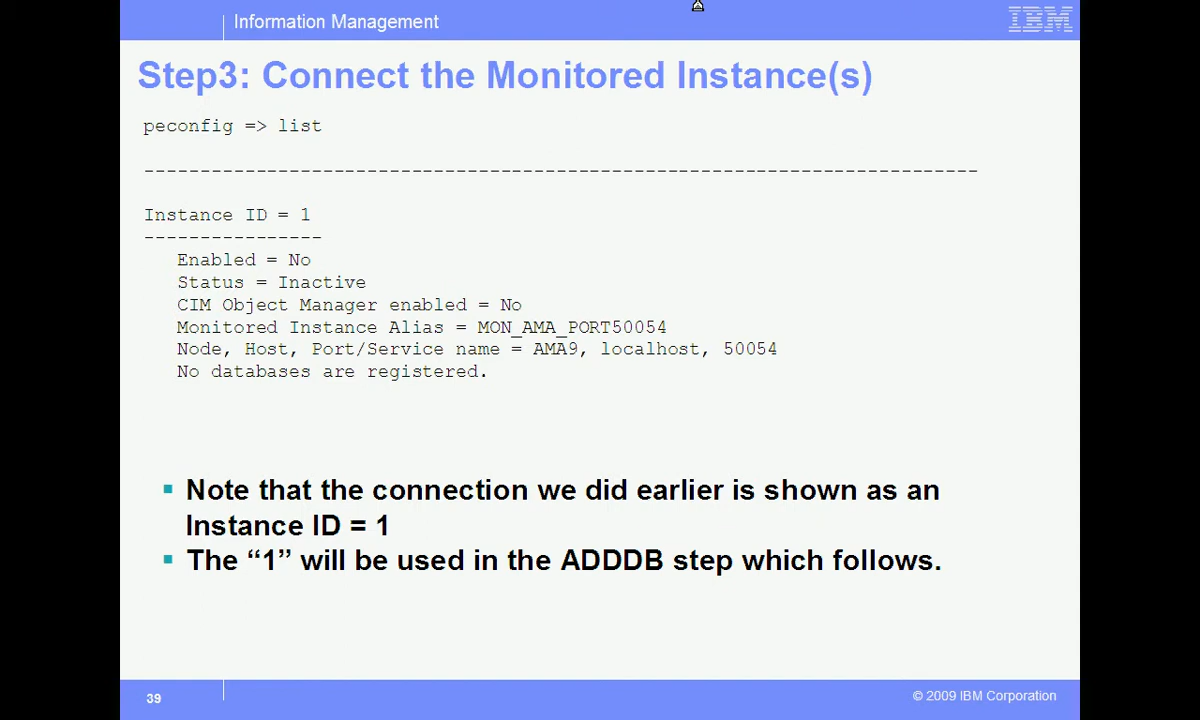 Information Management
IBM
Step3: Connect the Monitored Instance(s)
peconfig => list
---------------------------------------------------------------------------
Instance ID = 1
----------------
Enabled = No
Status = Inactive
CIM Object Manager enabled = No
Monitored Instance Alias = MON_AMA_PORT50054
Node, Host, Port/Service name = AMA9, localhost, 50054
No databases are registered.
Note that the connection we did earlier is shown as an
Instance ID = 1
The “1” will be used in the ADDDB step which follows.
39
© 2009 IBM Corporation